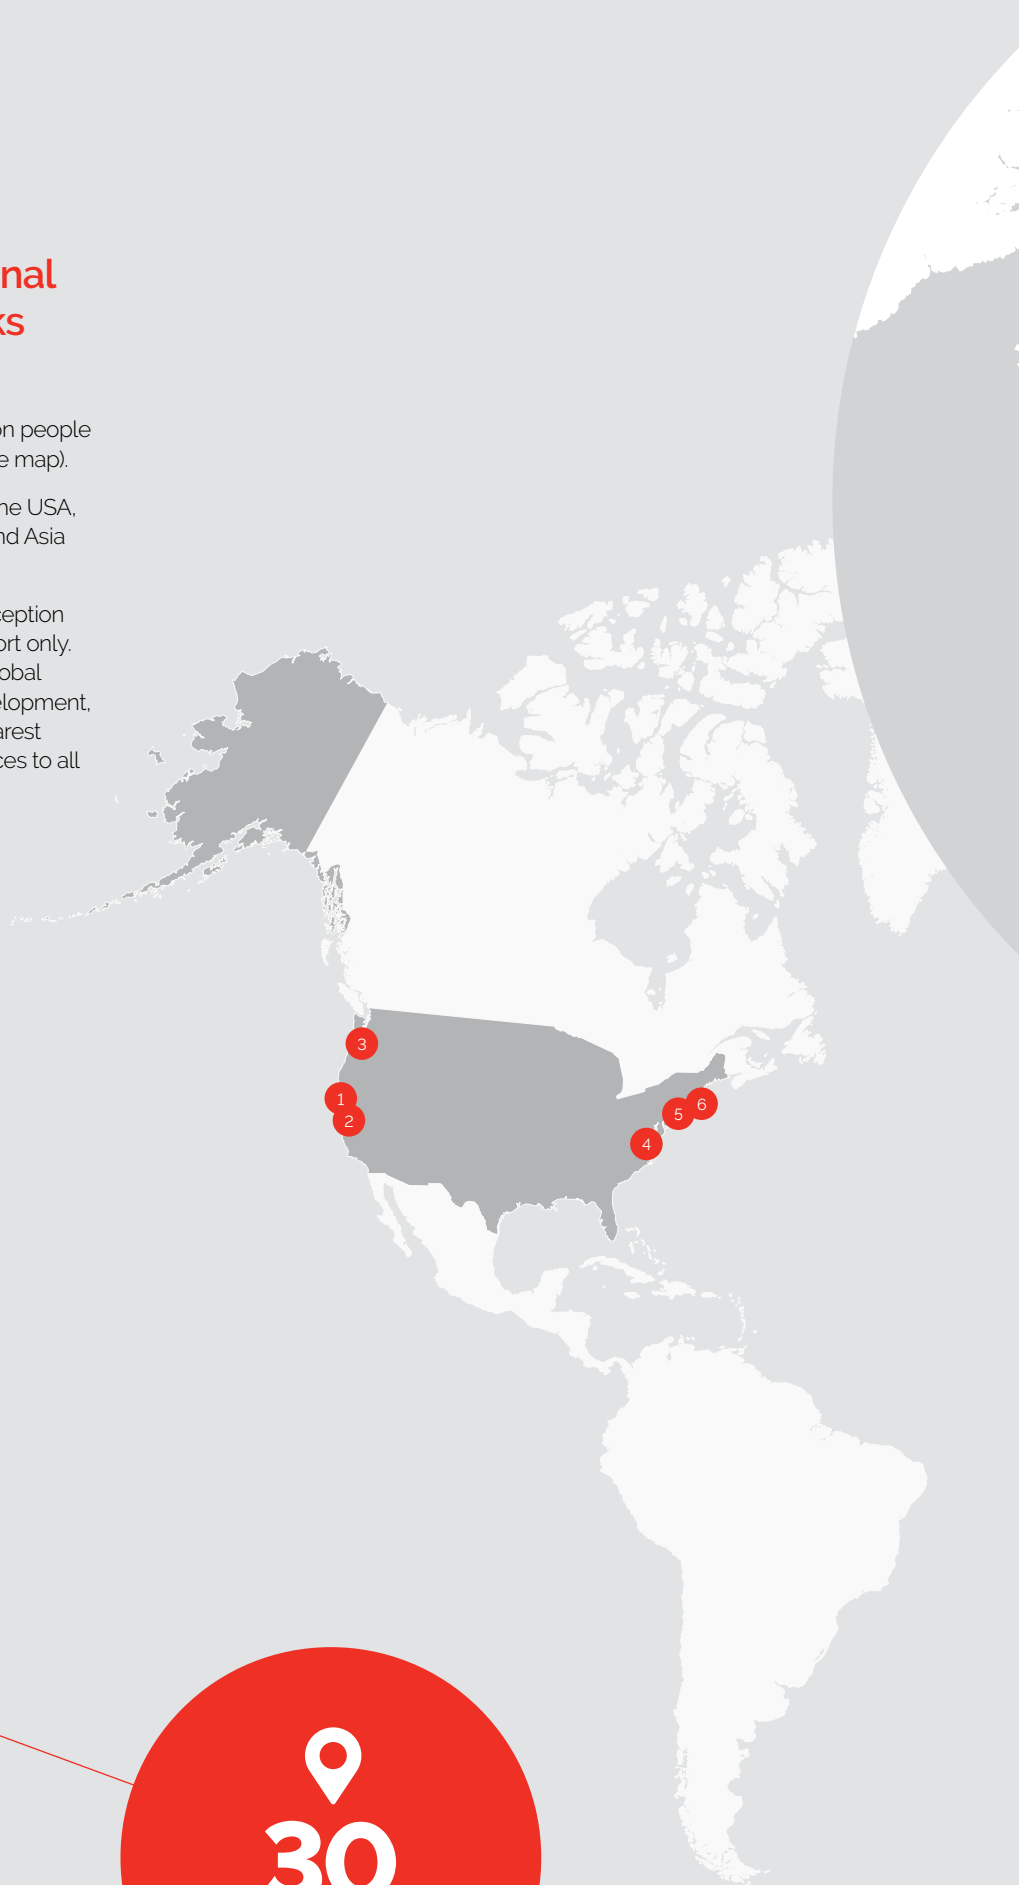 nal
ks
on people
e map).
he USA,
nd Asia
ception
ort only.
obal
elopment,
arest
ces to all
3
1
2
6
5
4
30